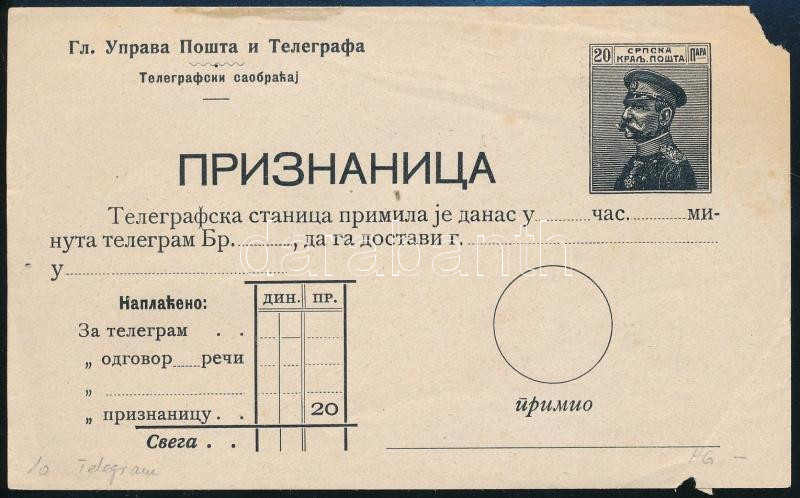 Гл. Управа Пошта и Телеграфа
Телеграфски саобраћај
20 СРПСКА КРАЉ. ПОШТА ПАРА
ПРИЗНАНИЦА
Телеграфска станица примила је данас у ........ час. ........ ми-
нута телеграм Бр. ........, да га достави г. ........
у ........
Наплаћено: ДИН. ПР.
За телеграм . .
„ одговор .... речи
„ ........
„ признаницу . . 20
Свега . .
примио
darabanth
10 Telegram
HG –